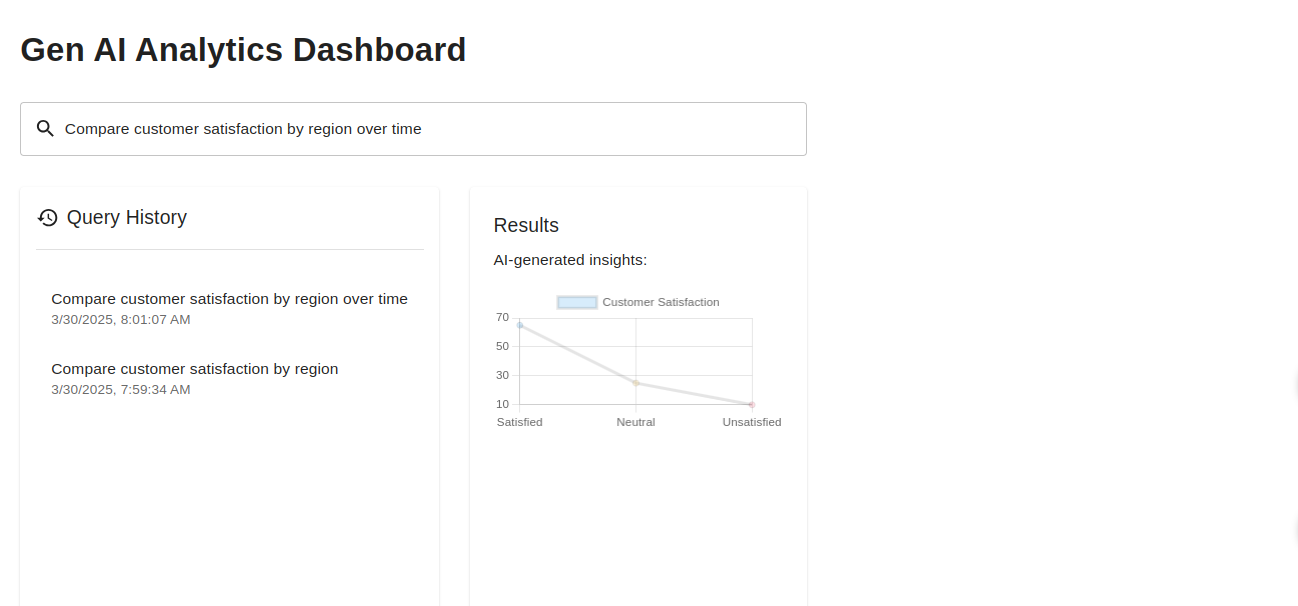 Gen AI Analytics Dashboard
Compare customer satisfaction by region over time
Query History
Compare customer satisfaction by region over time
3/30/2025, 8:01:07 AM
Compare customer satisfaction by region
3/30/2025, 7:59:34 AM
Results
AI-generated insights:
Customer Satisfaction
70
50
30
10
Satisfied Neutral Unsatisfied